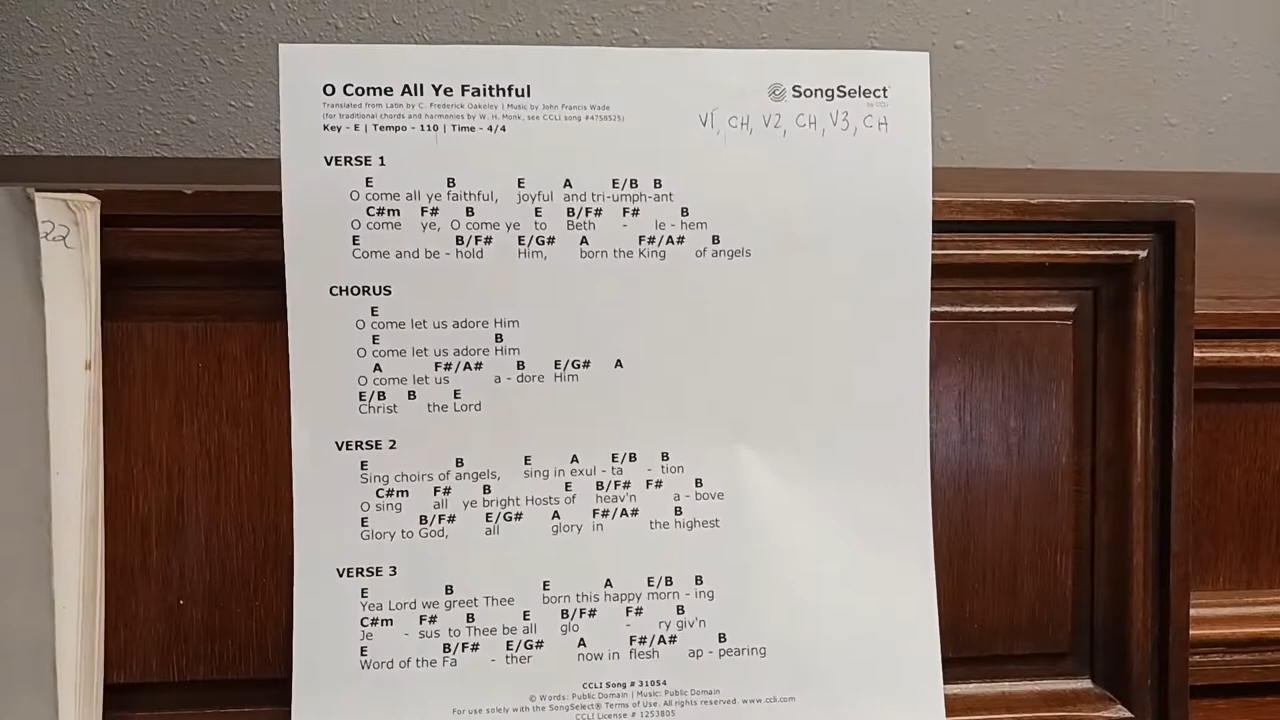 22
O Come All Ye Faithful
SongSelect
by CCLI
Translated from Latin by C. Frederick Oakeley | Music by John Francis Wade
(for traditional chords and harmonies by W. H. Monk, see CCLI song #4758525)
Key - E | Tempo - 110 | Time - 4/4
V1, CH, V2, CH, V3, CH
VERSE 1
E B E A E/B B
O come all ye faithful, joyful and tri-umph-ant
C#m F# B E B/F# F# B
O come ye, O come ye to Beth - le - hem
E B/F# E/G# A F#/A# B
Come and be - hold Him, born the King of angels
CHORUS
E
O come let us adore Him
E B
O come let us adore Him
A F#/A# B E/G# A
O come let us a - dore Him
E/B B E
Christ the Lord
VERSE 2
E B E A E/B B
Sing choirs of angels, sing in exul - ta - tion
C#m F# B E B/F# F# B
O sing all ye bright Hosts of heav'n a - bove
E B/F# E/G# A F#/A# B
Glory to God, all glory in the highest
VERSE 3
E B E A E/B B
Yea Lord we greet Thee born this happy morn - ing
C#m F# B E B/F# F# B
Je - sus to Thee be all glo - ry giv'n
E B/F# E/G# A F#/A# B
Word of the Fa - ther now in flesh ap - pearing
CCLI Song # 31054
© Words: Public Domain | Music: Public Domain
For use solely with the SongSelect® Terms of Use. All rights reserved. www.ccli.com
CCLI License # 1253805